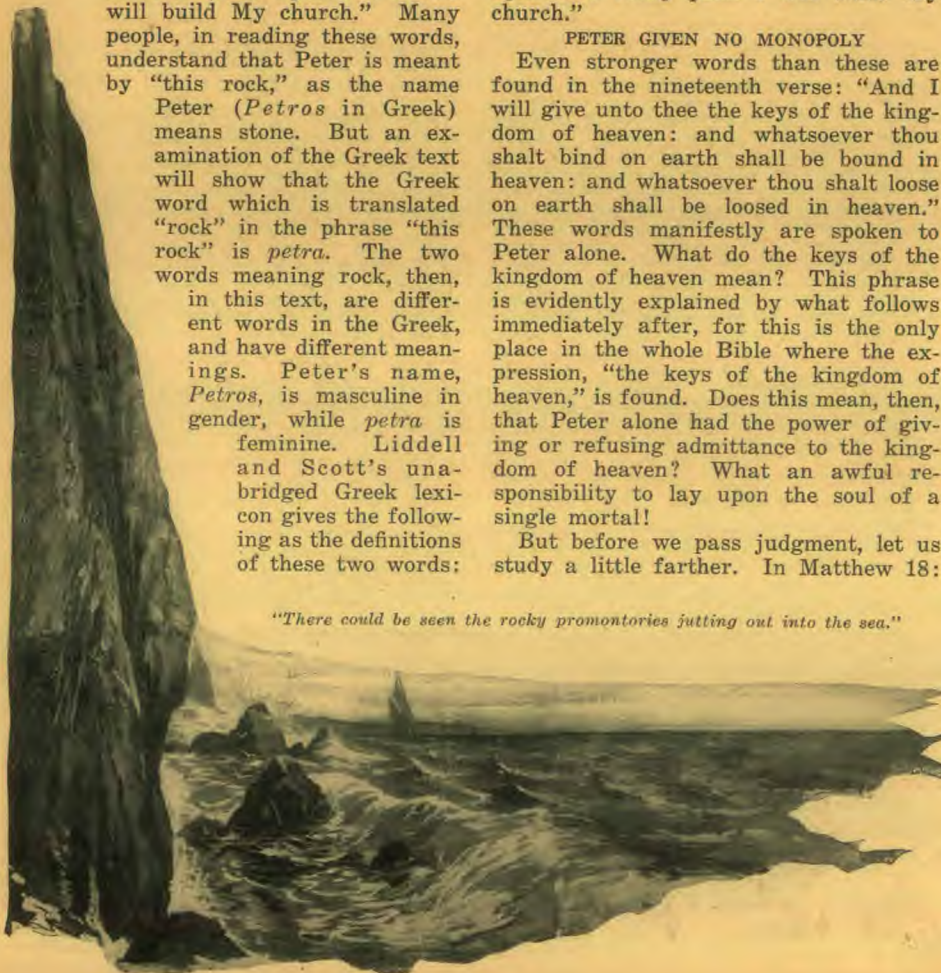 will build My church." Many
people, in reading these words,
understand that Peter is meant
by "this rock," as the name
Peter (Petros in Greek)
means stone. But an ex-
amination of the Greek text
will show that the Greek
word which is translated
"rock" in the phrase "this
rock" is petra. The two
words meaning rock, then,
in this text, are differ-
ent words in the Greek,
and have different mean-
ings. Peter's name,
Petros, is masculine in
gender, while petra is
feminine. Liddell
and Scott's una-
bridged Greek lexi-
con gives the follow-
ing as the definitions
of these two words:
church."
PETER GIVEN NO MONOPOLY
Even stronger words than these are
found in the nineteenth verse: "And I
will give unto thee the keys of the king-
dom of heaven: and whatsoever thou
shalt bind on earth shall be bound in
heaven: and whatsoever thou shalt loose
on earth shall be loosed in heaven."
These words manifestly are spoken to
Peter alone. What do the keys of the
kingdom of heaven mean? This phrase
is evidently explained by what follows
immediately after, for this is the only
place in the whole Bible where the ex-
pression, "the keys of the kingdom of
heaven," is found. Does this mean, then,
that Peter alone had the power of giv-
ing or refusing admittance to the king-
dom of heaven? What an awful re-
sponsibility to lay upon the soul of a
single mortal!
But before we pass judgment, let us
study a little farther. In Matthew 18:
"There could be seen the rocky promontories jutting out into the sea."